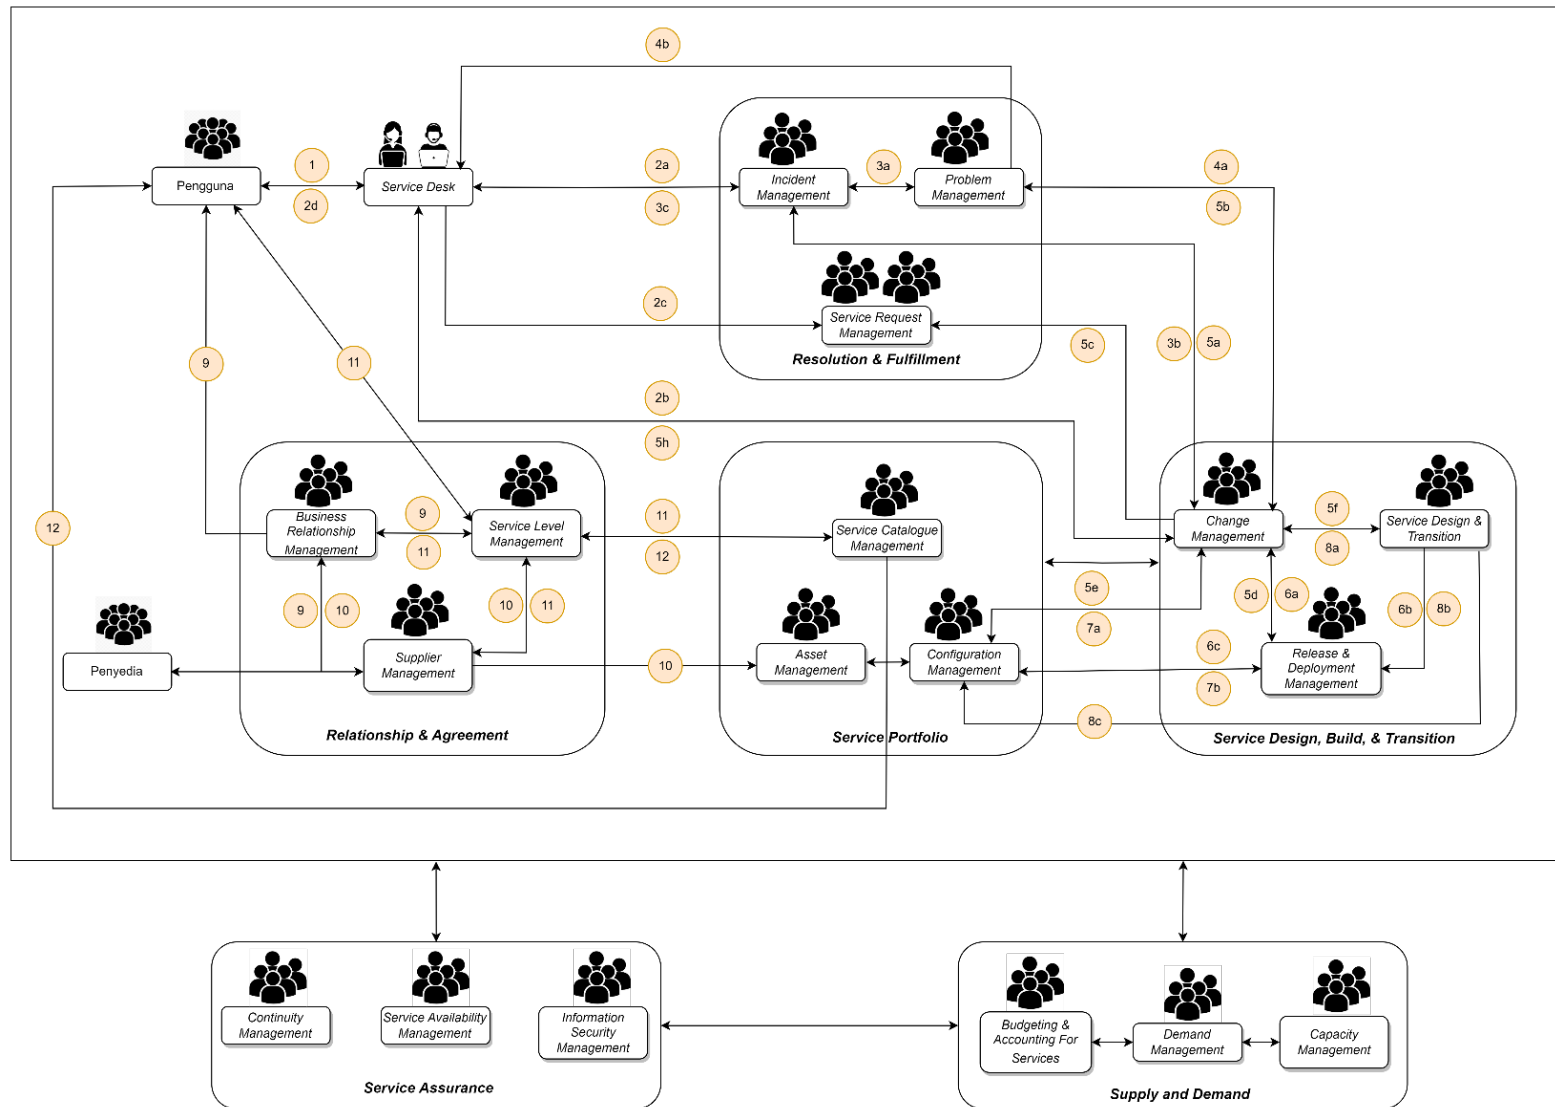 4b
Pengguna
1
2d
Service Desk
2a
3c
Incident
Management
3a
Problem
Management
4a
5b
2c
Service Request
Management
Resolution & Fulfillment
5c
3b
5a
9
11
2b
5h
12
Business
Relationship
Management
9
11
Service Level
Management
11
12
Service Catalogue
Management
Change
Management
5f
8a
Service Design &
Transition
9
10
10
11
5e
7a
5d
6a
6b
8b
Penyedia
Supplier
Management
10
Asset
Management
Configuration
Management
6c
7b
Release &
Deployment
Management
8c
Relationship & Agreement
Service Portfolio
Service Design, Build, & Transition
Continuity
Management
Service Availability
Management
Information
Security
Management
Service Assurance
Budgeting &
Accounting For
Services
Demand
Management
Capacity
Management
Supply and Demand